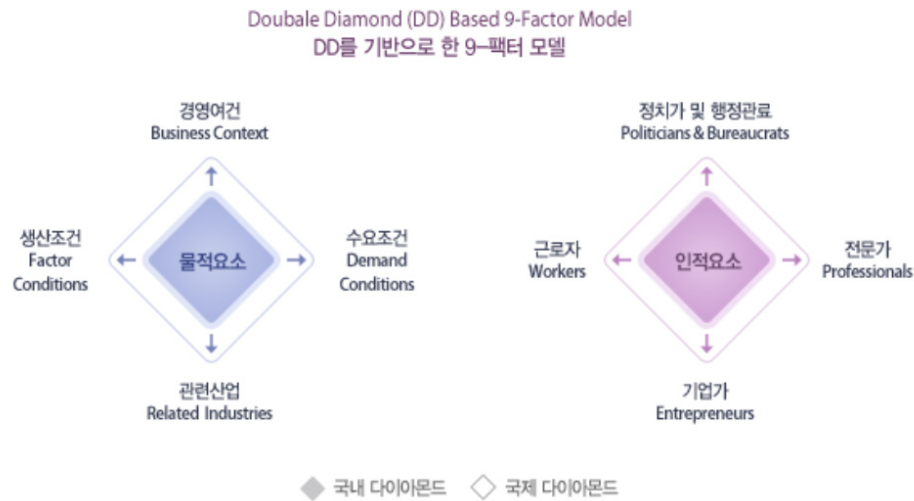 Doubale Diamond (DD) Based 9-Factor Model
DD를 기반으로 한 9-팩터 모델
경영여건
Business Context
생산조건
Factor
Conditions
물적요소
수요조건
Demand
Conditions
관련산업
Related Industries
정치가 및 행정관료
Politicians & Bureaucrats
근로자
Workers
인적요소
전문가
Professionals
기업가
Entrepreneurs
국내 다이아몬드
국제 다이아몬드